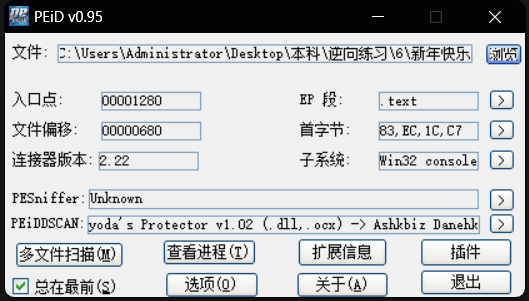 PEiD v0.95
文件: C:\Users\Administrator\Desktop\本科\逆向练习\6\新年快乐 浏览
入口点: 00001280 EP 段: .text >
文件偏移: 00000680 首字节: 83,EC,1C,C7 >
连接器版本: 2.22 子系统: Win32 console >
PESniffer: Unknown >
PEiDDSCAN: yoda's Protector v1.02 (.dll,.ocx) -> Ashkbiz Danehk >
多文件扫描(M) 查看进程(T) 扩展信息 插件
总在最前(S) 选项(O) 关于(A) 退出